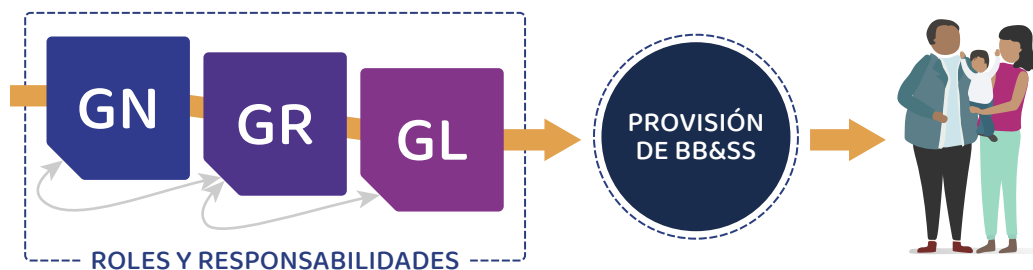 GN
GR
GL
PROVISIÓN
DE BB&SS
ROLES Y RESPONSABILIDADES